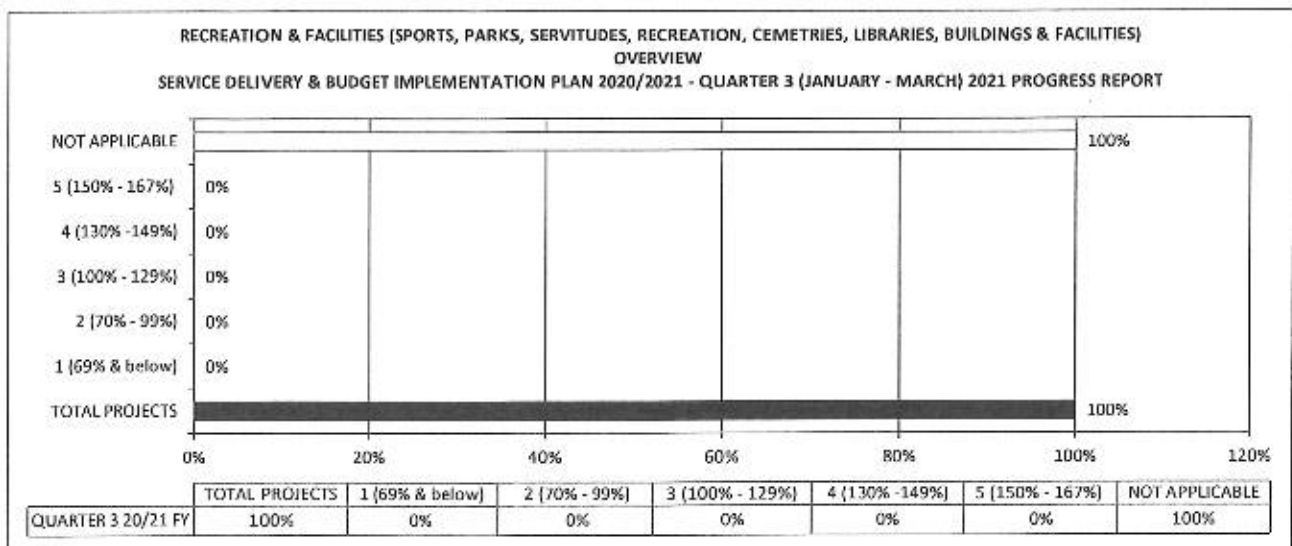 RECREATION & FACILITIES (SPORTS, PARKS, SERVITUDES, RECREATION, CEMETRIES, LIBRARIES, BUILDINGS & FACILITIES)
OVERVIEW
SERVICE DELIVERY & BUDGET IMPLEMENTATION PLAN 2020/2021 - QUARTER 3 (JANUARY - MARCH) 2021 PROGRESS REPORT
NOT APPLICABLE 100%
5 (150% - 167%) 0%
4 (130% -149%) 0%
3 (100% - 129%) 0%
2 (70% - 99%) 0%
1 (69% & below) 0%
TOTAL PROJECTS 100%
0% 20% 40% 60% 80% 100% 120%
TOTAL PROJECTS 1 (69% & below) 2 (70% - 99%) 3 (100% - 129%) 4 (130% -149%) 5 (150% - 167%) NOT APPLICABLE
QUARTER 3 20/21 FY 100% 0% 0% 0% 0% 0% 100%